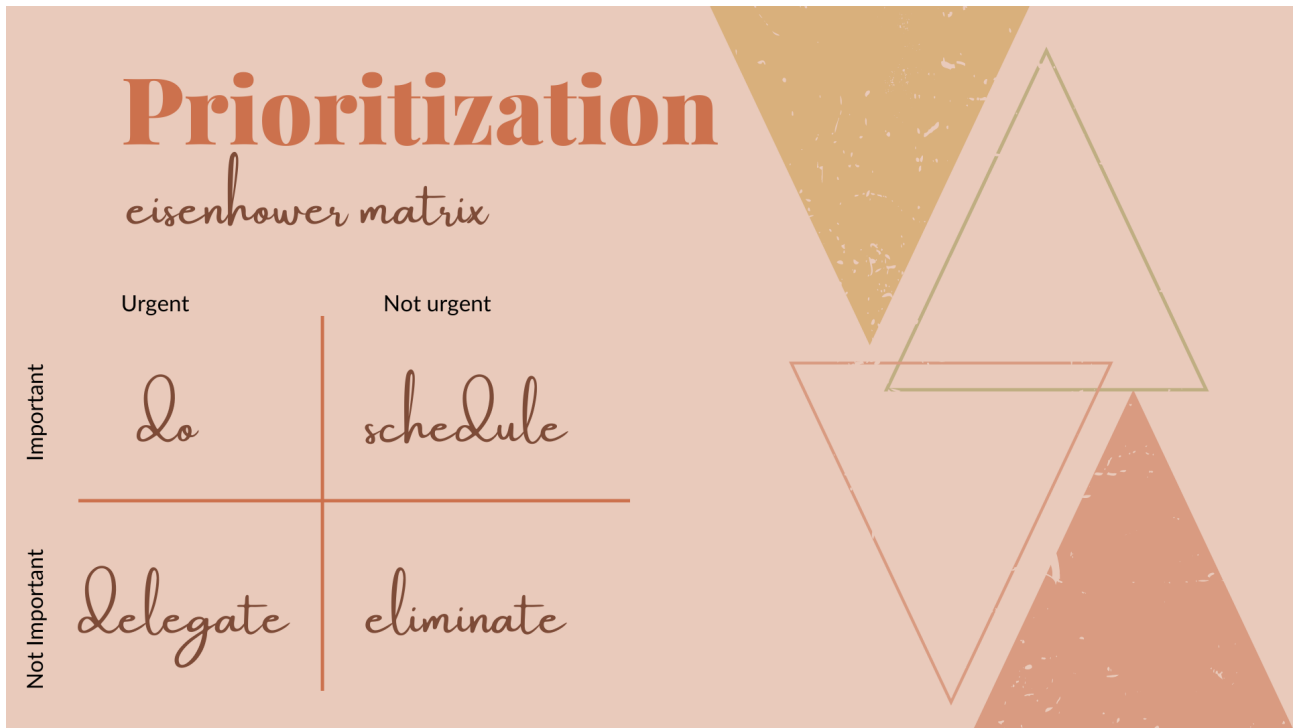 Prioritization
eisenhower matrix
Urgent Not urgent
Important
do schedule
Not Important
delegate eliminate